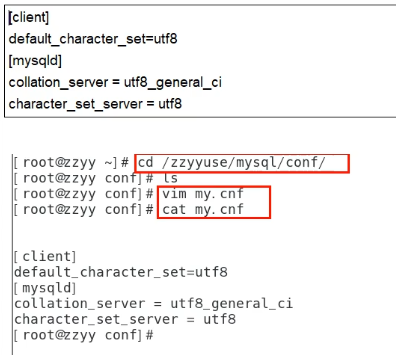 [client]
default_character_set=utf8
[mysqld]
collation_server = utf8_general_ci
character_set_server = utf8
[root@zzyy ~]# cd /zzyyuse/mysql/conf/
[root@zzyy conf]# ls
[root@zzyy conf]# vim my.cnf
[root@zzyy conf]# cat my.cnf
[client]
default_character_set=utf8
[mysqld]
collation_server = utf8_general_ci
character_set_server = utf8
[root@zzyy conf]#